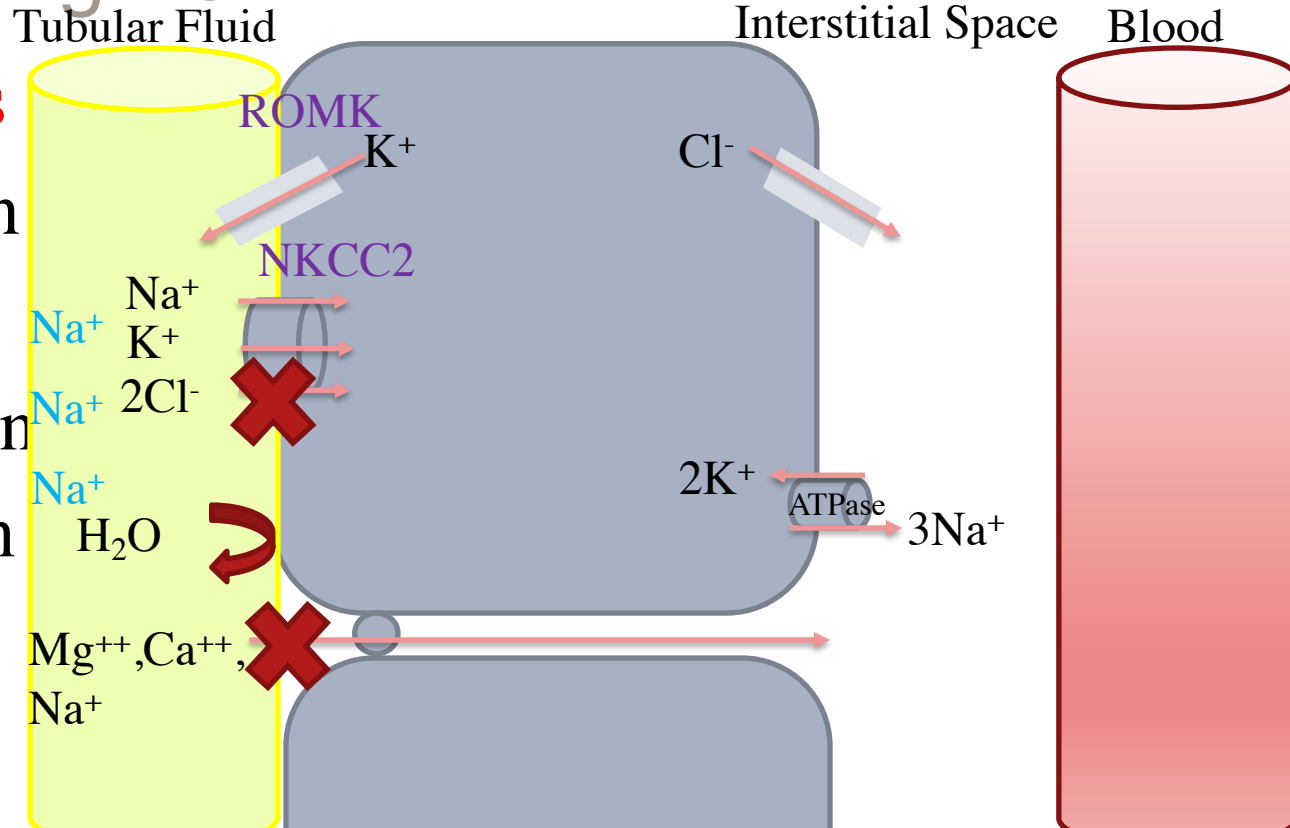 Tubular Fluid
Interstitial Space
Blood
s
ROMK
K⁺
Cl⁻
n
NKCC2
Na⁺
Na⁺
K⁺
Na⁺
2Cl⁻
n
Na⁺
2K⁺
ATPase
3Na⁺
n
H₂O
Mg⁺⁺,Ca⁺⁺,
Na⁺